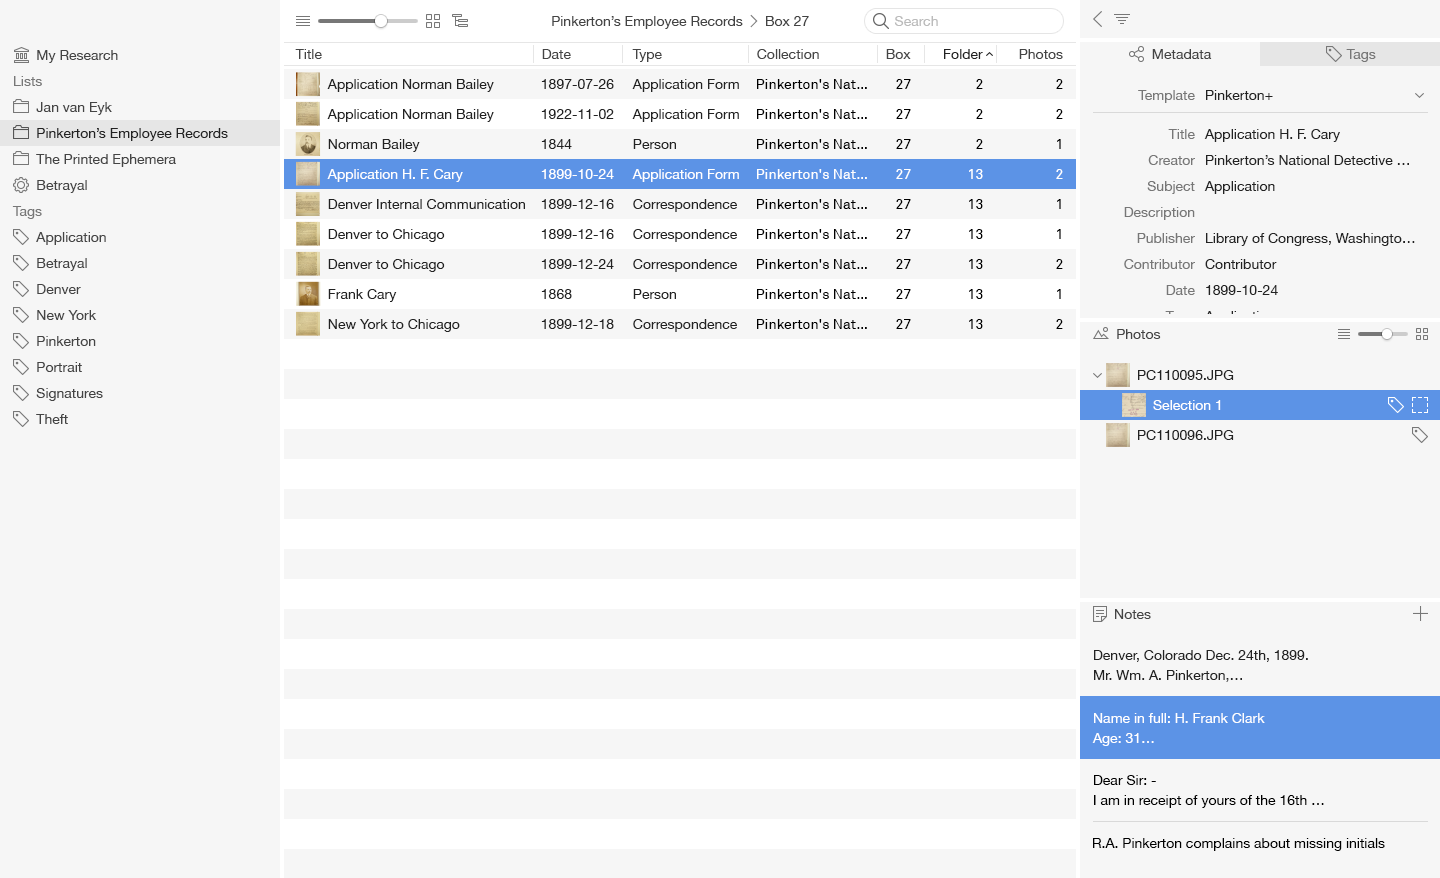 My Research
Lists
Jan van Eyk
Pinkerton’s Employee Records
The Printed Ephemera
Betrayal
Tags
Application
Betrayal
Denver
New York
Pinkerton
Portrait
Signatures
Theft
Pinkerton’s Employee Records > Box 27
Search
Title Date Type Collection Box Folder Photos
Application Norman Bailey 1897-07-26 Application Form Pinkerton's Nat... 27 2 2
Application Norman Bailey 1922-11-02 Application Form Pinkerton's Nat... 27 2 2
Norman Bailey 1844 Person Pinkerton's Nat... 27 2 1
Application H. F. Cary 1899-10-24 Application Form Pinkerton's Nat... 27 13 2
Denver Internal Communication 1899-12-16 Correspondence Pinkerton's Nat... 27 13 1
Denver to Chicago 1899-12-16 Correspondence Pinkerton's Nat... 27 13 1
Denver to Chicago 1899-12-24 Correspondence Pinkerton's Nat... 27 13 2
Frank Cary 1868 Person Pinkerton's Nat... 27 13 1
New York to Chicago 1899-12-18 Correspondence Pinkerton's Nat... 27 13 2
Metadata Tags
Template Pinkerton+
Title Application H. F. Cary
Creator Pinkerton’s National Detective ...
Subject Application
Description
Publisher Library of Congress, Washingto...
Contributor Contributor
Date 1899-10-24
Photos
PC110095.JPG
Selection 1
PC110096.JPG
Notes
Denver, Colorado Dec. 24th, 1899.
Mr. Wm. A. Pinkerton,...
Name in full: H. Frank Clark
Age: 31...
Dear Sir: -
I am in receipt of yours of the 16th ...
R.A. Pinkerton complains about missing initials